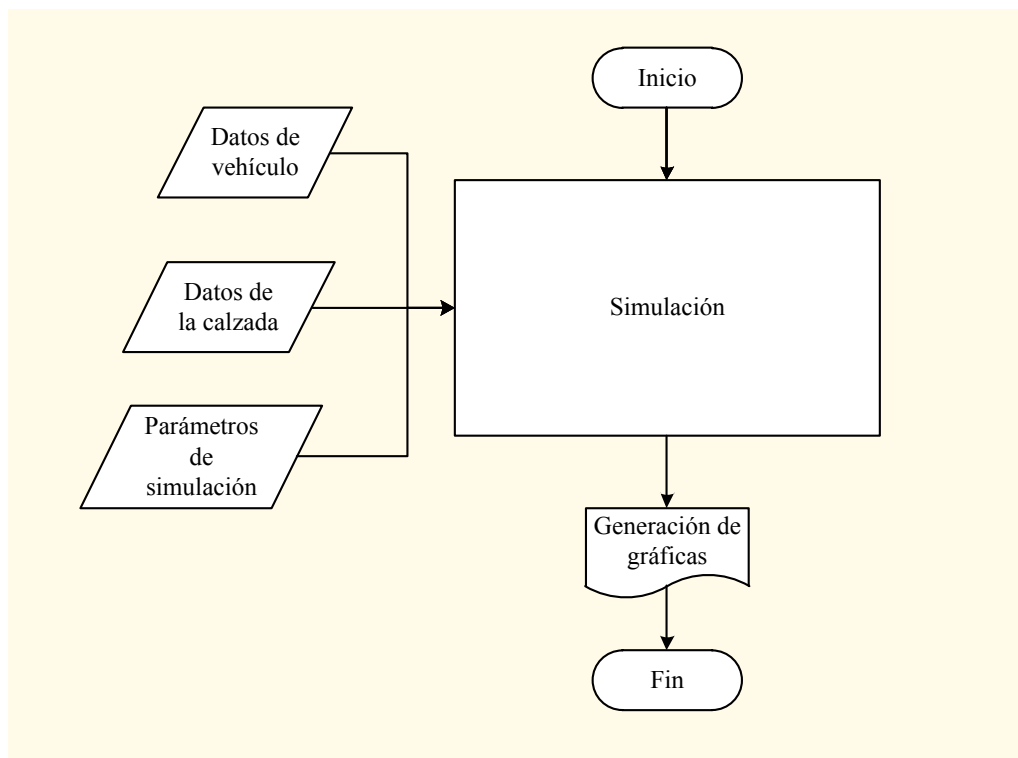 Inicio
Datos de
vehículo
Datos de
la calzada
Simulación
Parámetros
de
simulación
Generación de
gráficas
Fin